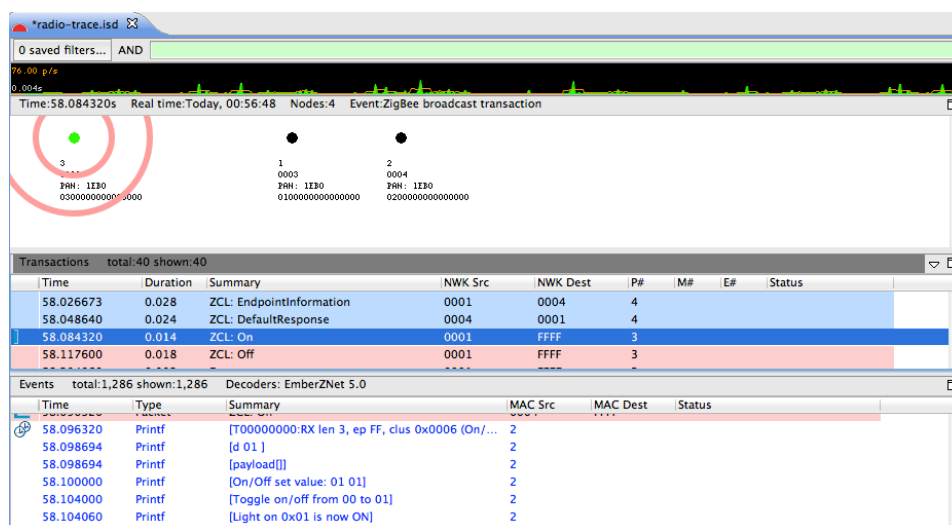 *radio-trace.isd
0 saved filters... AND
76.00 p/s
0.004s
Time:58.084320s Real time:Today, 00:56:48 Nodes:4 Event:ZigBee broadcast transaction
3 1 2
0003 0004
PAN: 1EB0 PAN: 1EB0 PAN: 1EB0
0100000000000000 0200000000000000
Transactions total:40 shown:40
Time Duration Summary NWK Src NWK Dest P# M# E# Status
58.026673 0.028 ZCL: EndpointInformation 0001 0004 4
58.048640 0.024 ZCL: DefaultResponse 0004 0001 4
58.084320 0.014 ZCL: On 0001 FFFF 3
58.117600 0.018 ZCL: Off 0001 FFFF 3
Events total:1,286 shown:1,286 Decoders: EmberZNet 5.0
Time Type Summary MAC Src MAC Dest Status
58.096320 Printf [T00000000:RX len 3, ep FF, clus 0x0006 (On/... 2
58.098694 Printf [d 01 ] 2
58.098694 Printf [payload[]] 2
58.100000 Printf [On/Off set value: 01 01] 2
58.104000 Printf [Toggle on/off from 00 to 01] 2
58.104060 Printf [Light on 0x01 is now ON] 2